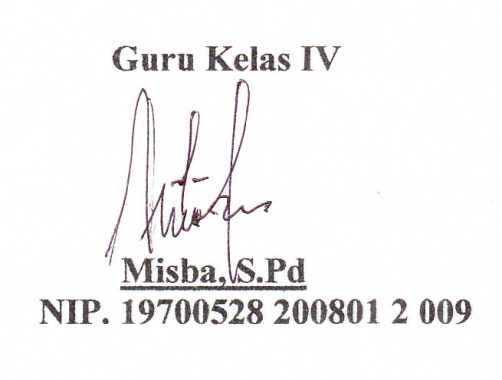 Guru Kelas IV
Misba, S.Pd
NIP. 19700528 200801 2 009